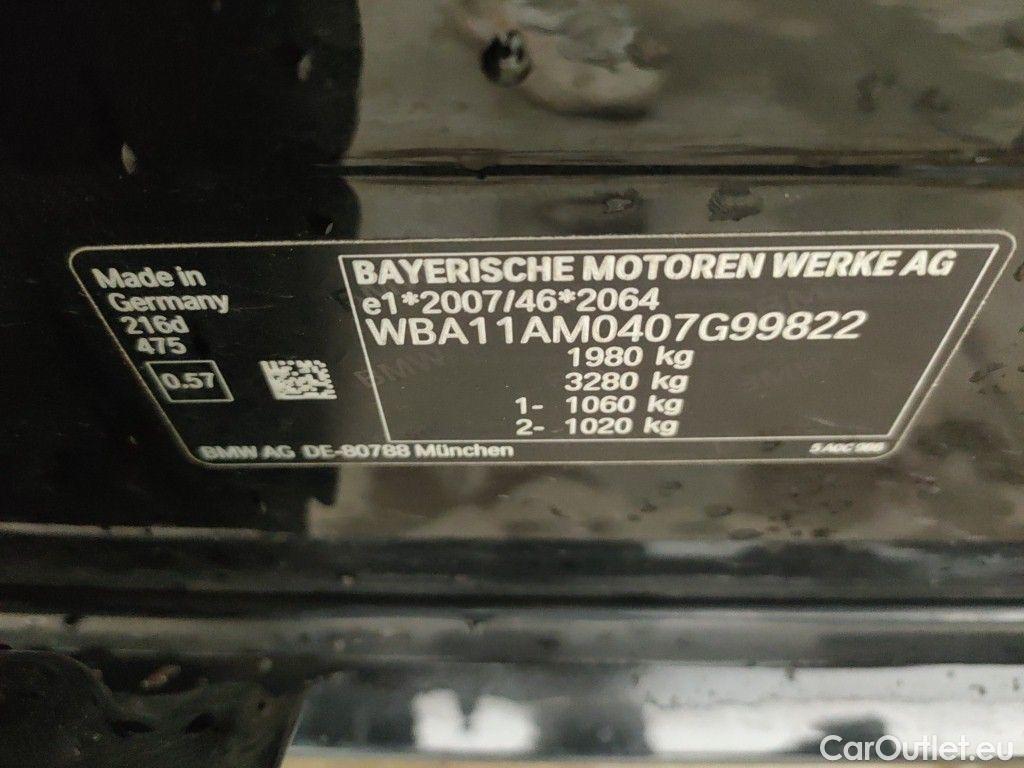 Made in
Germany
216d
475
0.57
BAYERISCHE MOTOREN WERKE AG
e1*2007/46*2064
WBA11AM0407G99822
1980 kg
3280 kg
1- 1060 kg
2- 1020 kg
BMW AG DE-80788 München
CarOutlet.eu